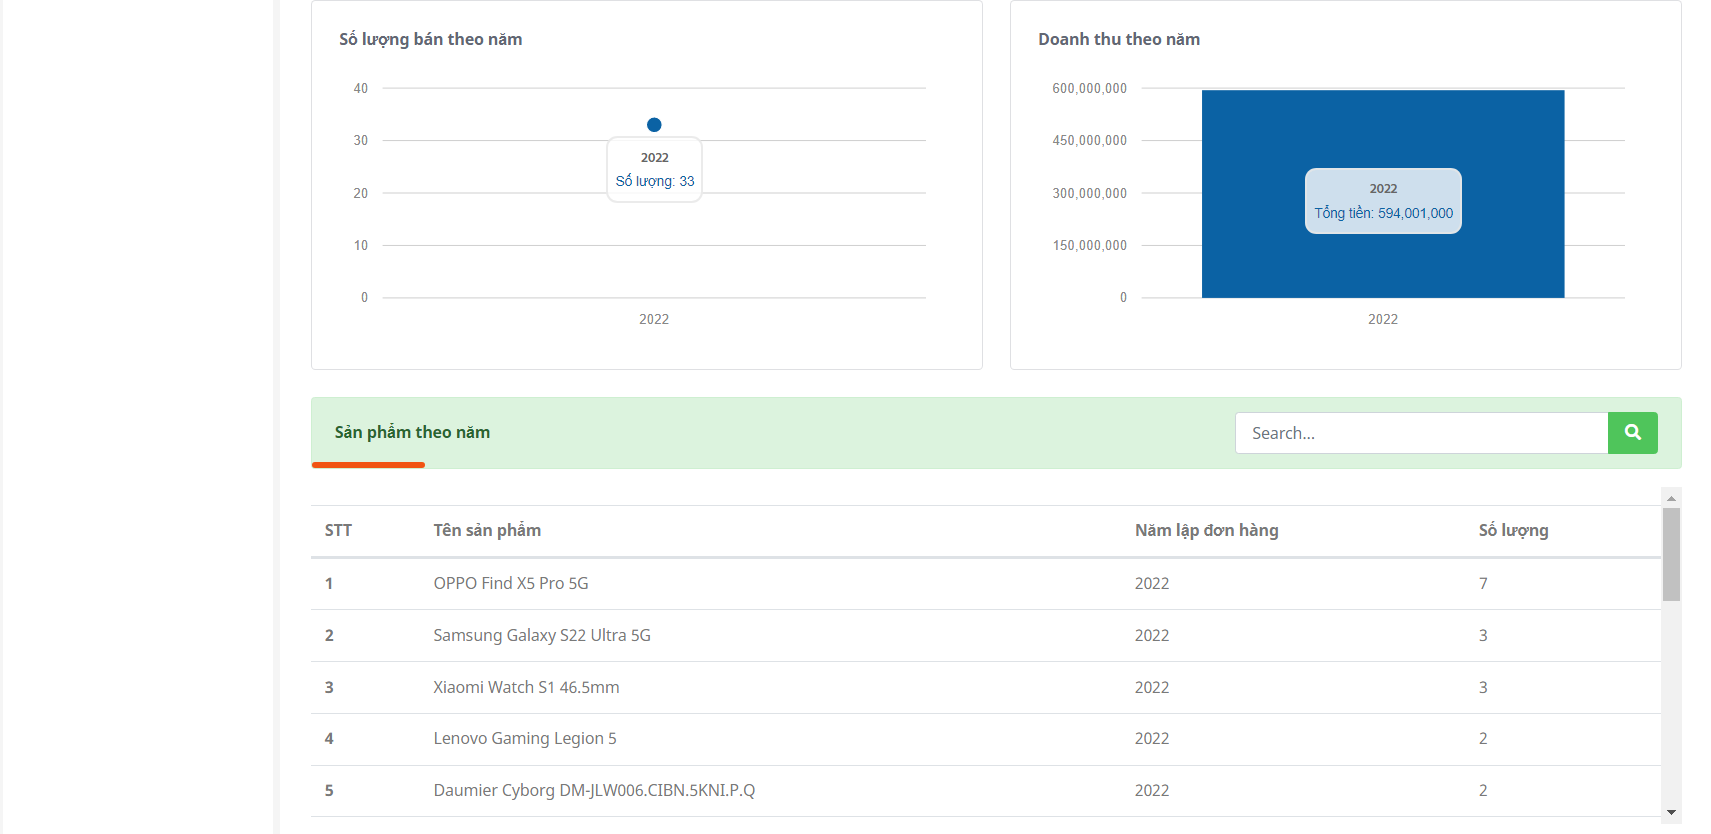 Số lượng bán theo năm
40
30
20
10
0
2022
Số lượng: 33
2022
Doanh thu theo năm
600,000,000
450,000,000
300,000,000
150,000,000
0
2022
Tổng tiền: 594,001,000
2022
Sản phẩm theo năm
Search...
STT Tên sản phẩm Năm lập đơn hàng Số lượng
1 OPPO Find X5 Pro 5G 2022 7
2 Samsung Galaxy S22 Ultra 5G 2022 3
3 Xiaomi Watch S1 46.5mm 2022 3
4 Lenovo Gaming Legion 5 2022 2
5 Daumier Cyborg DM-JLW006.CIBN.5KNI.P.Q 2022 2